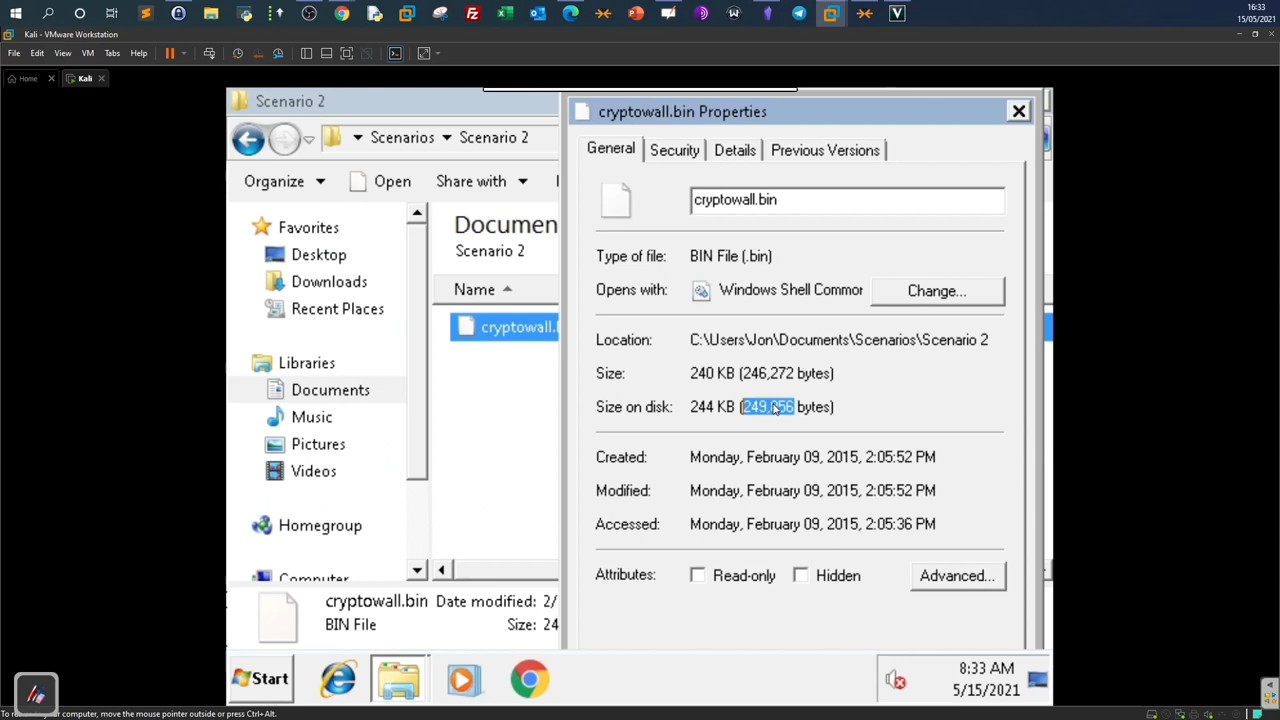 16:33
15/05/2021
Kali - VMware Workstation
File Edit View VM Tabs Help
Home
Kali
Scenario 2
cryptowall.bin Properties
Scenarios Scenario 2
General Security Details Previous Versions
Organize Open Share with
cryptowall.bin
Favorites
Desktop
Downloads
Recent Places
Documen
Scenario 2
Type of file: BIN File (.bin)
Opens with: Windows Shell Commor Change...
Name
cryptowall.b
Location: C:\Users\Jon\Documents\Scenarios\Scenario 2
Libraries
Documents
Music
Pictures
Videos
Size: 240 KB (246,272 bytes)
Size on disk: 244 KB (249,856 bytes)
Created: Monday, February 09, 2015, 2:05:52 PM
Modified: Monday, February 09, 2015, 2:05:52 PM
Accessed: Monday, February 09, 2015, 2:05:36 PM
Homegroup
Computer
Attributes: Read-only Hidden Advanced...
cryptowall.bin Date modified: 2/
BIN File Size: 24
Start
8:33 AM
5/15/2021
your computer, move the mouse pointer outside or press Ctrl+Alt.